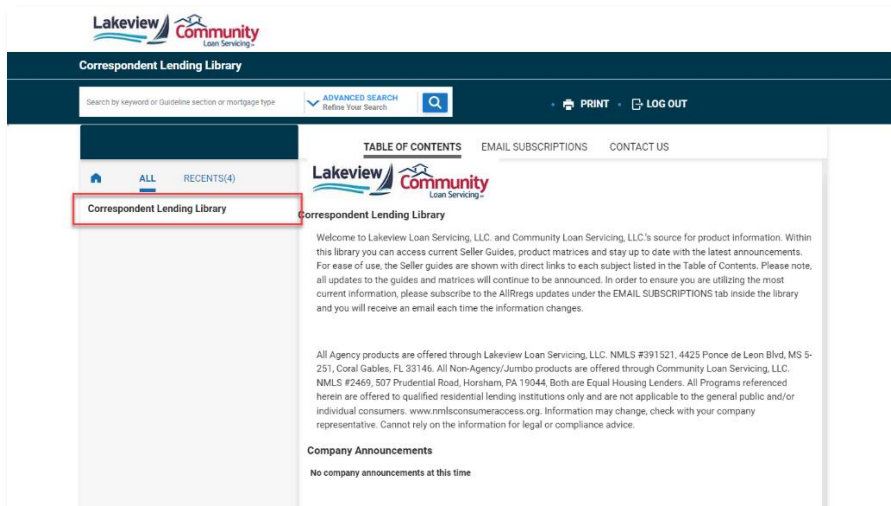 Lakeview Community
Loan Servicing
Correspondent Lending Library
Search by keyword or Guideline section or mortgage type
ADVANCED SEARCH
Refine Your Search
PRINT
LOG OUT
TABLE OF CONTENTS EMAIL SUBSCRIPTIONS CONTACT US
ALL RECENTS(4)
Correspondent Lending Library
Lakeview Community
Loan Servicing
Correspondent Lending Library
Welcome to Lakeview Loan Servicing, LLC. and Community Loan Servicing, LLC.'s source for product information. Within
this library you can access current Seller Guides, product matrices and stay up to date with the latest announcements.
For ease of use, the Seller guides are shown with direct links to each subject listed in the Table of Contents. Please note,
all updates to the guides and matrices will continue to be announced. In order to ensure you are utilizing the most
current information, please subscribe to the AllRregs updates under the EMAIL SUBSCRIPTIONS tab inside the library
and you will receive an email each time the information changes.
All Agency products are offered through Lakeview Loan Servicing, LLC. NMLS #391521, 4425 Ponce de Leon Blvd, MS 5-
251, Coral Gables, FL 33146. All Non-Agency/Jumbo products are offered through Community Loan Servicing, LLC.
NMLS #2469, 507 Prudential Road, Horsham, PA 19044, Both are Equal Housing Lenders. All Programs referenced
herein are offered to qualified residential lending institutions only and are not applicable to the general public and/or
individual consumers. www.nmlsconsumeraccess.org. Information may change, check with your company
representative. Cannot rely on the information for legal or compliance advice.
Company Announcements
No company announcements at this time